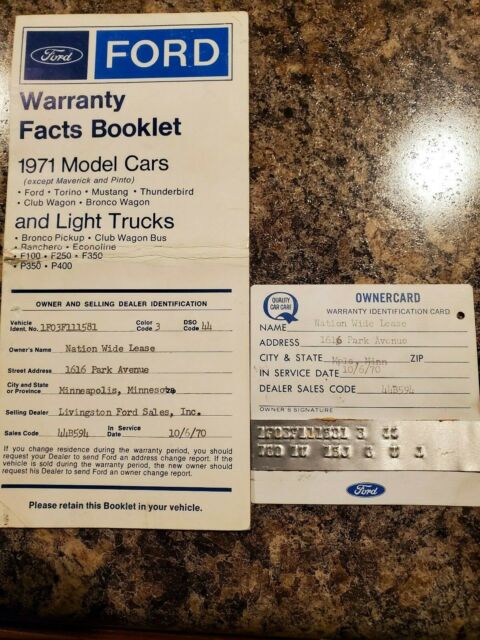 Ford FORD
Warranty
Facts Booklet
1971 Model Cars
(except Maverick and Pinto)
• Ford • Torino • Mustang • Thunderbird
• Club Wagon • Bronco Wagon
and Light Trucks
• Bronco Pickup • Club Wagon Bus
• Ranchero • Econoline
• F100 • F250 • F350
• P350 • P400
OWNER AND SELLING DEALER IDENTIFICATION
Vehicle Ident. No. 1F03F111581 Color Code 3 DSO Code 44
Owner's Name Nation Wide Lease
Street Address 1616 Park Avenue
City and State or Province Minneapolis, Minnesota
Selling Dealer Livingston Ford Sales, Inc.
Sales Code 44B594 In Service Date 10/6/70
If you change residence during the warranty period, you should
request your Dealer to send Ford an address change report. If the
vehicle is sold during the warranty period, the new owner should
request his Dealer to send Ford an owner change report.
Please retain this Booklet in your vehicle.
QUALITY
CAR CARE
OWNERCARD
WARRANTY IDENTIFICATION CARD
NAME Nation Wide Lease
ADDRESS 1616 Park Avenue
CITY & STATE Mpls, Minn ZIP
IN SERVICE DATE 10/6/70
DEALER SALES CODE 44B594
OWNER'S SIGNATURE
1F03F111581 3 44
Ford